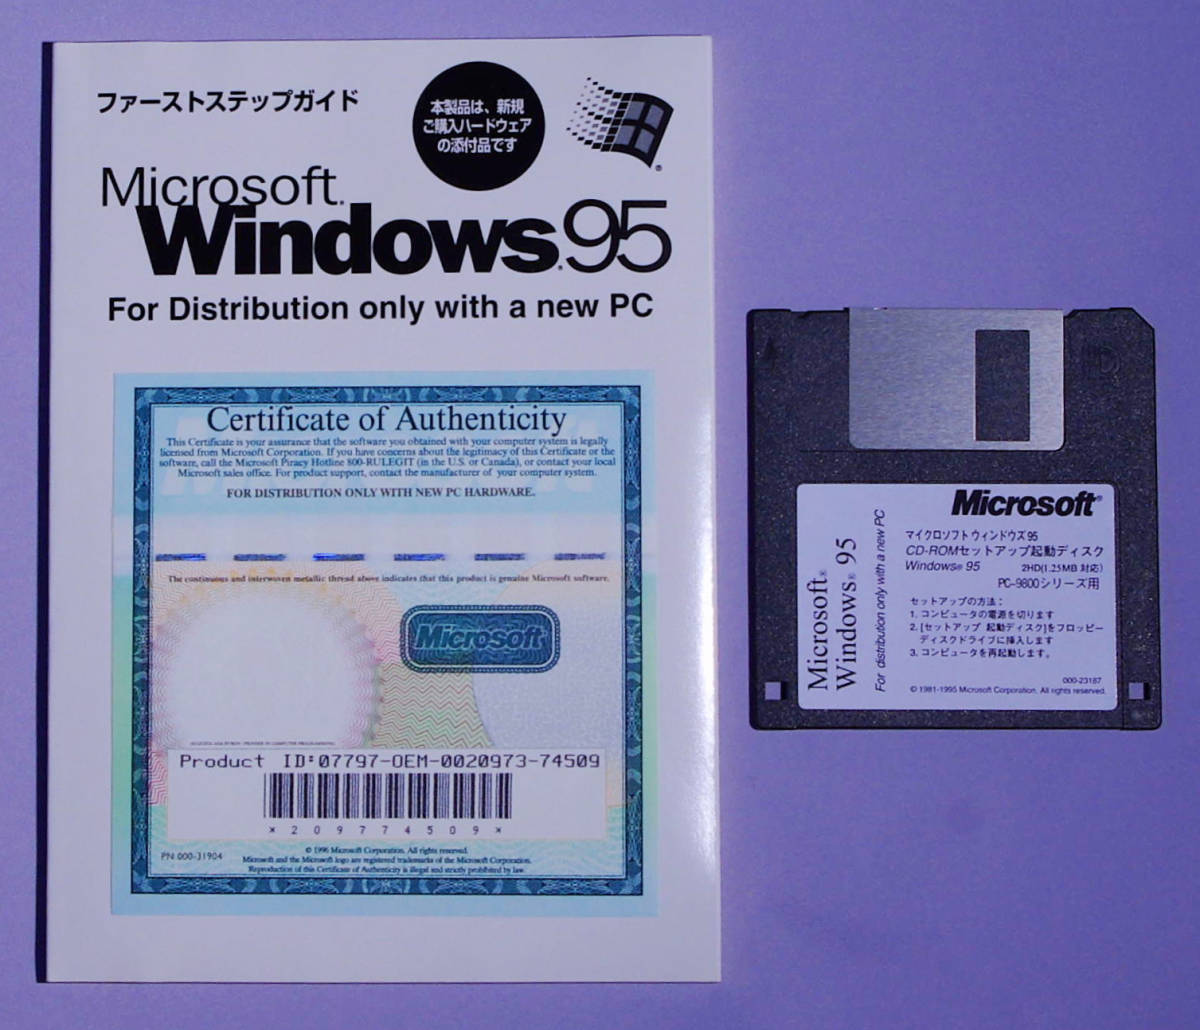 ファーストステップガイド
本製品は、新規
ご購入ハードウェア
の添付品です
Microsoft®
Windows®95
For Distribution only with a new PC
Certificate of Authenticity
This Certificate is your assurance that the software you obtained with your computer system is legally
licensed from Microsoft Corporation. If you have concerns about the legitimacy of this Certificate or the
software, call the Microsoft Piracy Hotline 800-RULEGIT (in the U.S. or Canada), or contact your local
Microsoft sales office. For product support, contact the manufacturer of your computer system.
FOR DISTRIBUTION ONLY WITH NEW PC HARDWARE.
The continuous and interwoven metallic thread above indicates that this product is genuine Microsoft software.
Microsoft
Product ID:07797-OEM-0020973-74509
* 2 0 9 7 7 4 5 0 9 *
PN 000-31904
© 1996 Microsoft Corporation. All rights reserved.
Microsoft and the Microsoft logo are registered trademarks of the Microsoft Corporation.
Reproduction of this Certificate of Authenticity is illegal and strictly prohibited by law.
HD
Microsoft®
Windows® 95
For distribution only with a new PC
Microsoft®
マイクロソフト ウィンドウズ 95
CD-ROMセットアップ起動ディスク
Windows® 95 2HD(1.25MB 対応)
PC-9800シリーズ用
セットアップの方法：
1. コンピュータの電源を切ります
2. [セットアップ 起動ディスク]をフロッピー
ディスクドライブに挿入します
3. コンピュータを再起動します。
000-23187
© 1981-1995 Microsoft Corporation. All rights reserved.